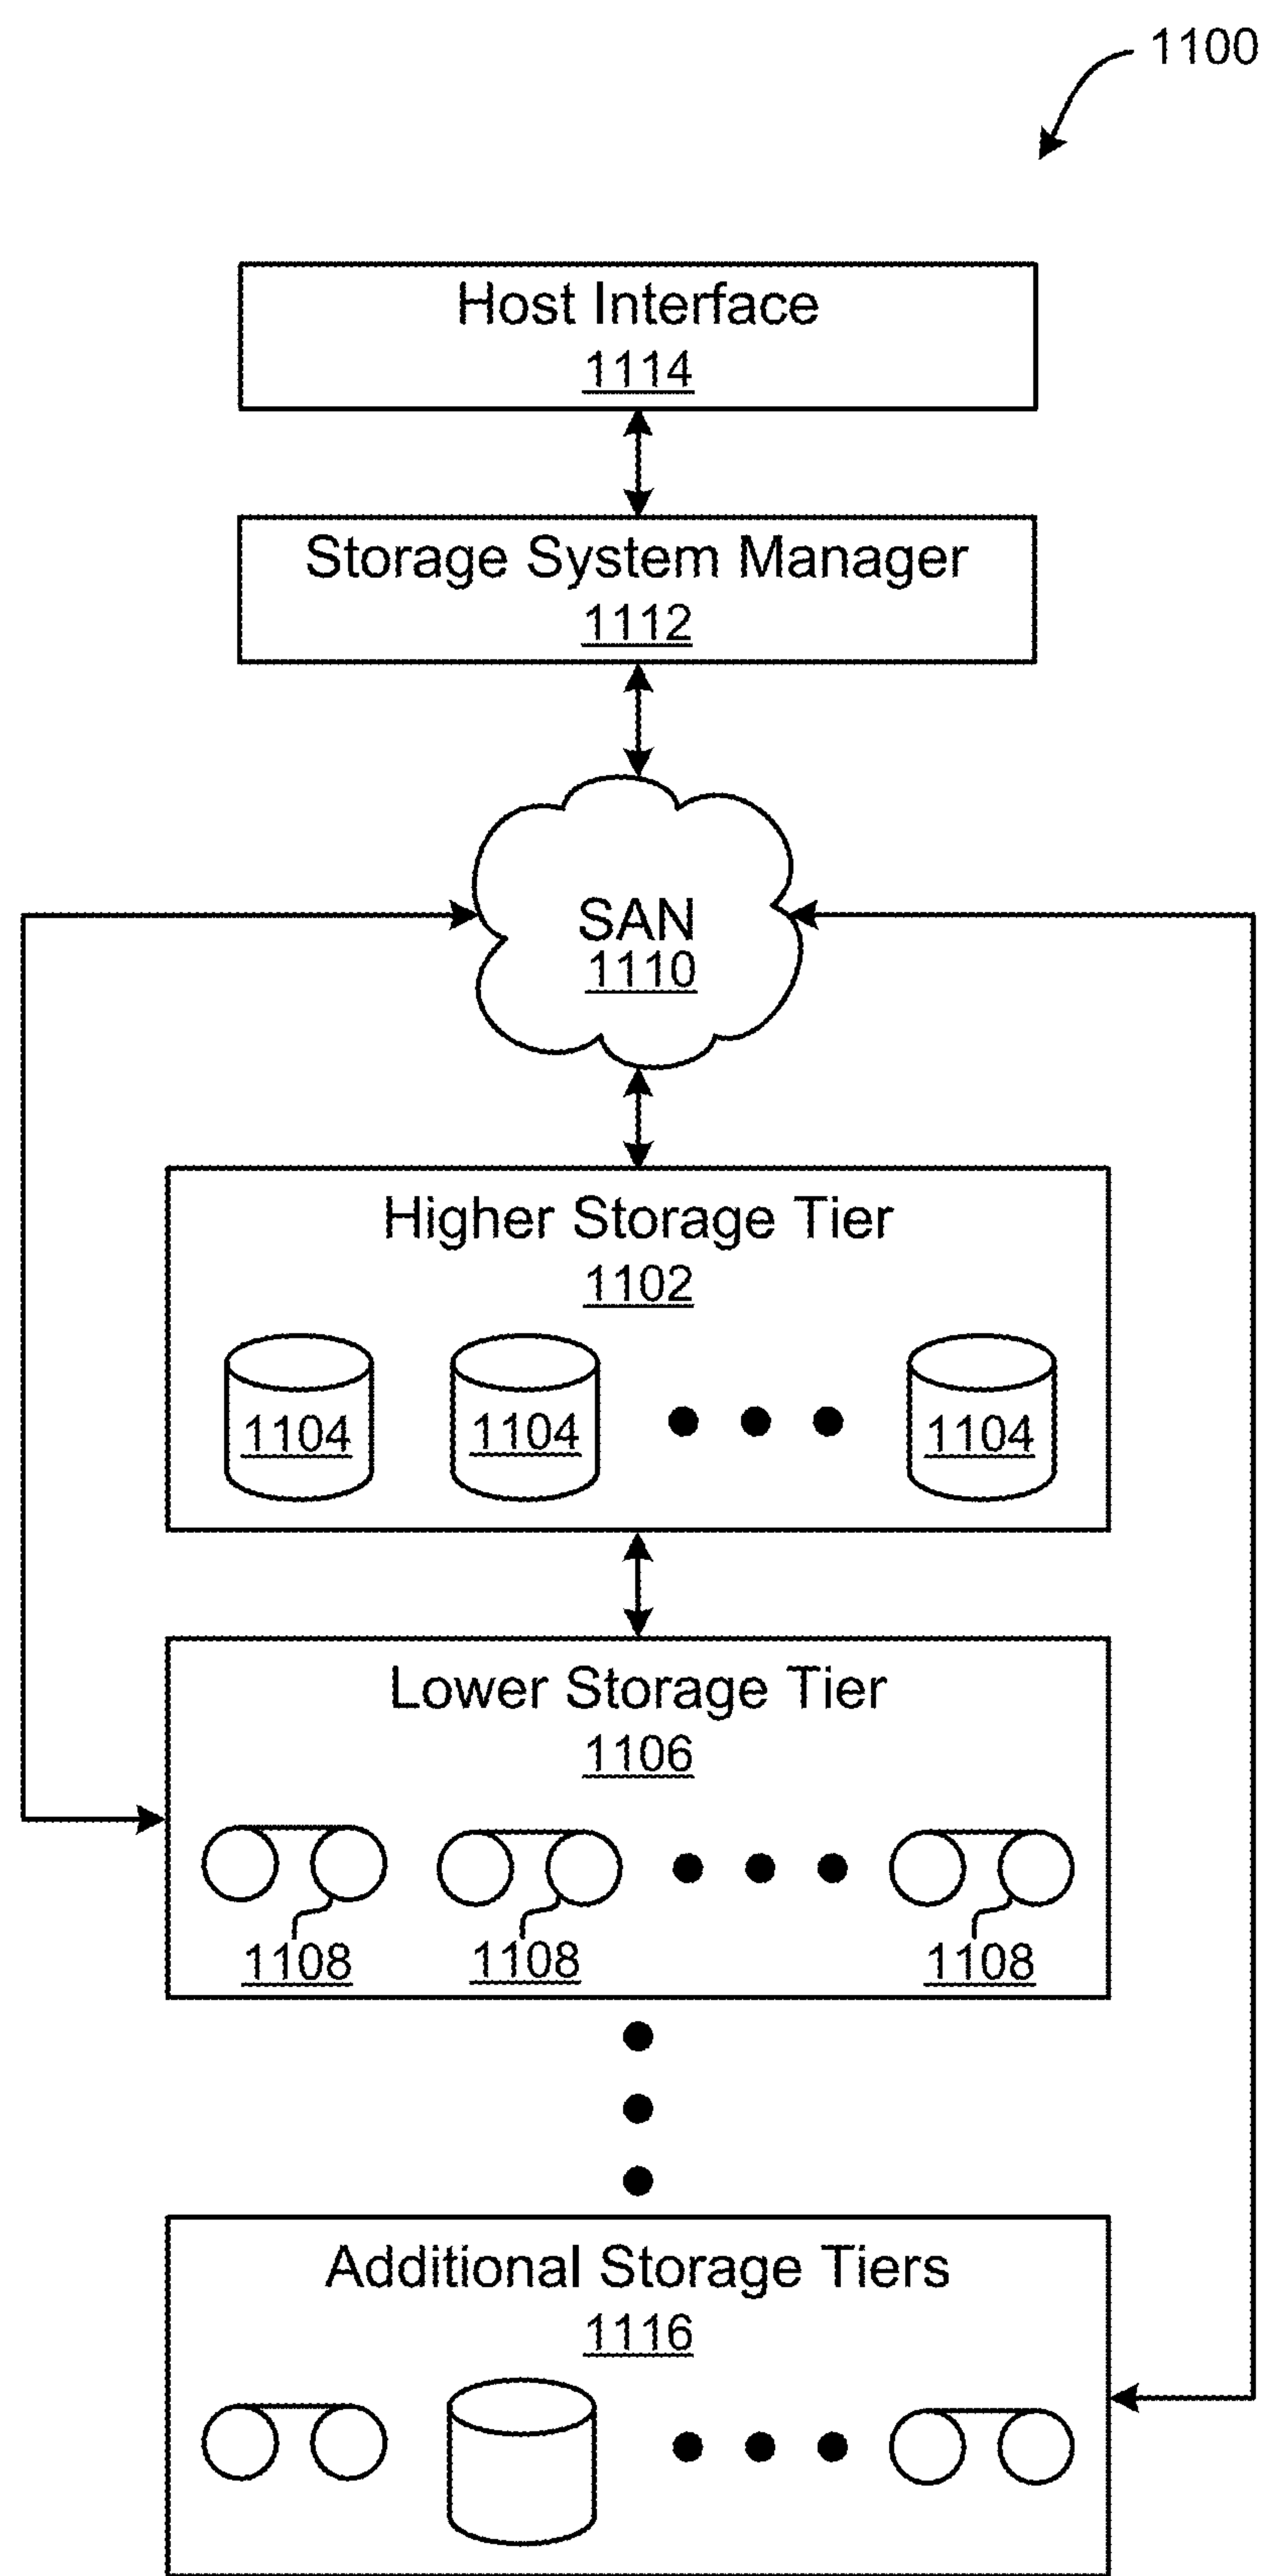 1100
Host Interface
1114
Storage System Manager
1112
SAN
1110
Higher Storage Tier
1102
1104 1104 1104
Lower Storage Tier
1106
1108 1108 1108
Additional Storage Tiers
1116